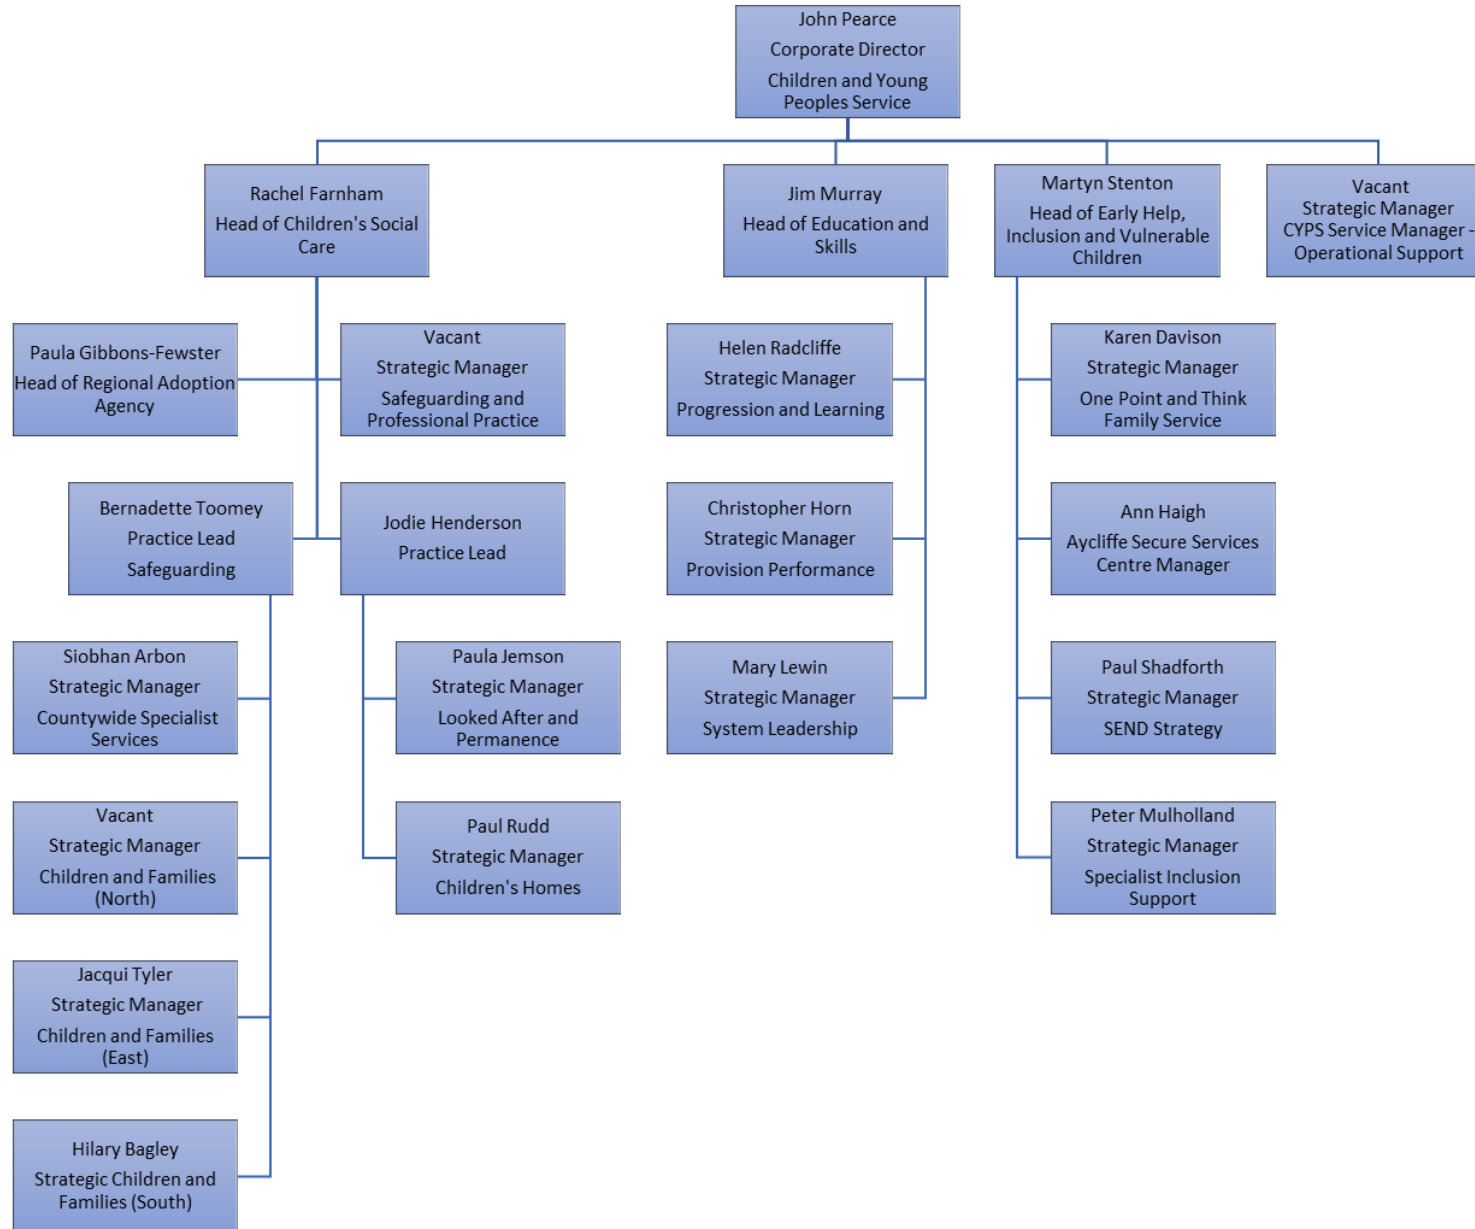 John Pearce
Corporate Director
Children and Young
Peoples Service
Rachel Farnham
Head of Children's Social
Care
Jim Murray
Head of Education and
Skills
Martyn Stenton
Head of Early Help,
Inclusion and Vulnerable
Children
Vacant
Strategic Manager
CYPS Service Manager -
Operational Support
Paula Gibbons-Fewster
Head of Regional Adoption
Agency
Vacant
Strategic Manager
Safeguarding and
Professional Practice
Helen Radcliffe
Strategic Manager
Progression and Learning
Karen Davison
Strategic Manager
One Point and Think
Family Service
Bernadette Toomey
Practice Lead
Safeguarding
Jodie Henderson
Practice Lead
Christopher Horn
Strategic Manager
Provision Performance
Ann Haigh
Aycliffe Secure Services
Centre Manager
Siobhan Arbon
Strategic Manager
Countywide Specialist
Services
Paula Jemson
Strategic Manager
Looked After and
Permanence
Mary Lewin
Strategic Manager
System Leadership
Paul Shadforth
Strategic Manager
SEND Strategy
Vacant
Strategic Manager
Children and Families
(North)
Paul Rudd
Strategic Manager
Children's Homes
Peter Mulholland
Strategic Manager
Specialist Inclusion
Support
Jacqui Tyler
Strategic Manager
Children and Families
(East)
Hilary Bagley
Strategic Children and
Families (South)